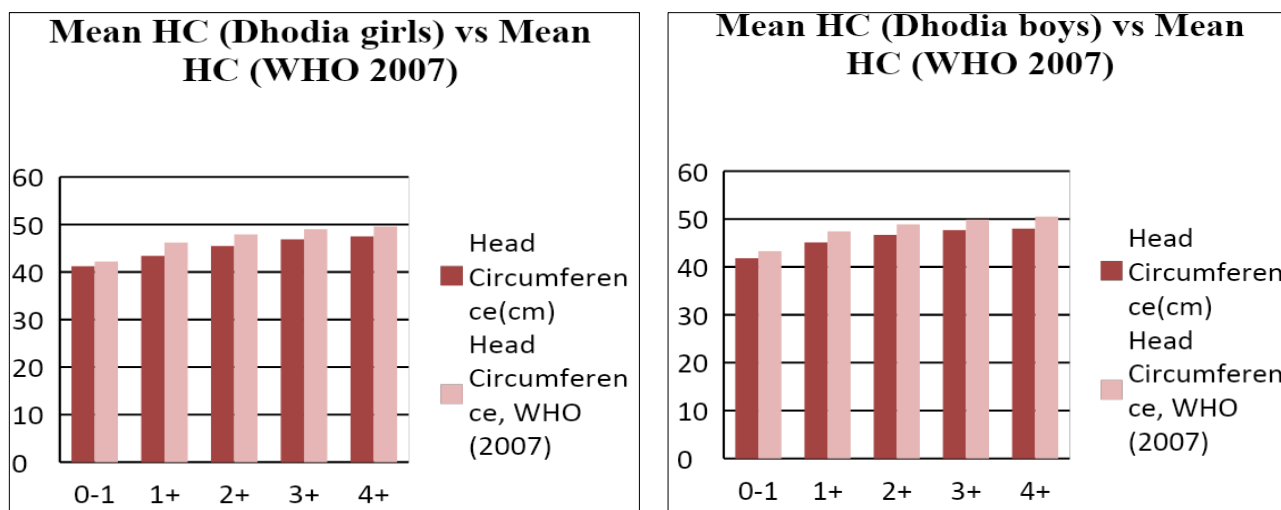 Mean HC (Dhodia girls) vs Mean
HC (WHO 2007)
60
50
40
30
20
10
0
0-1 1+ 2+ 3+ 4+
Head
Circumferen
ce(cm)
Head
Circumferen
ce, WHO
(2007)
Mean HC (Dhodia boys) vs Mean
HC (WHO 2007)
60
50
40
30
20
10
0
0-1 1+ 2+ 3+ 4+
Head
Circumferen
ce(cm)
Head
Circumferen
ce, WHO
(2007)